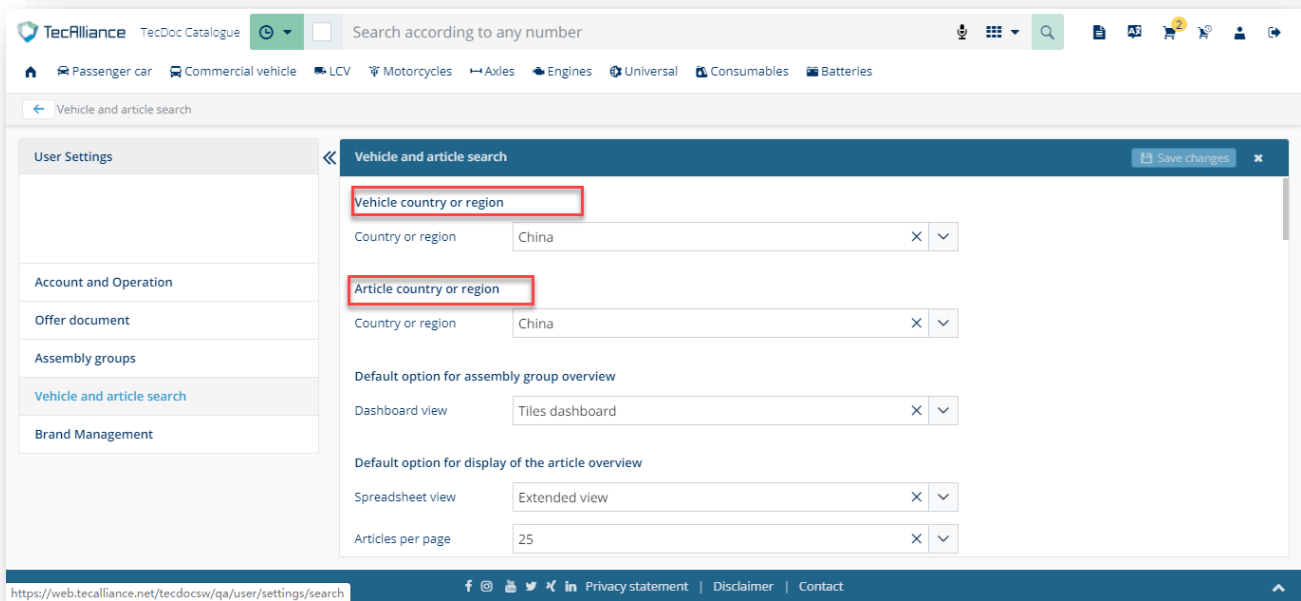 TecAlliance TecDoc Catalogue Search according to any number 2
Passenger car Commercial vehicle LCV Motorcycles Axles Engines Universal Consumables Batteries
Vehicle and article search
User Settings
Account and Operation
Offer document
Assembly groups
Vehicle and article search
Brand Management
Vehicle and article search Save changes
Vehicle country or region
Country or region China
Article country or region
Country or region China
Default option for assembly group overview
Dashboard view Tiles dashboard
Default option for display of the article overview
Spreadsheet view Extended view
Articles per page 25
Privacy statement | Disclaimer | Contact
https://web.tecalliance.net/tecdocsw/qa/user/settings/search